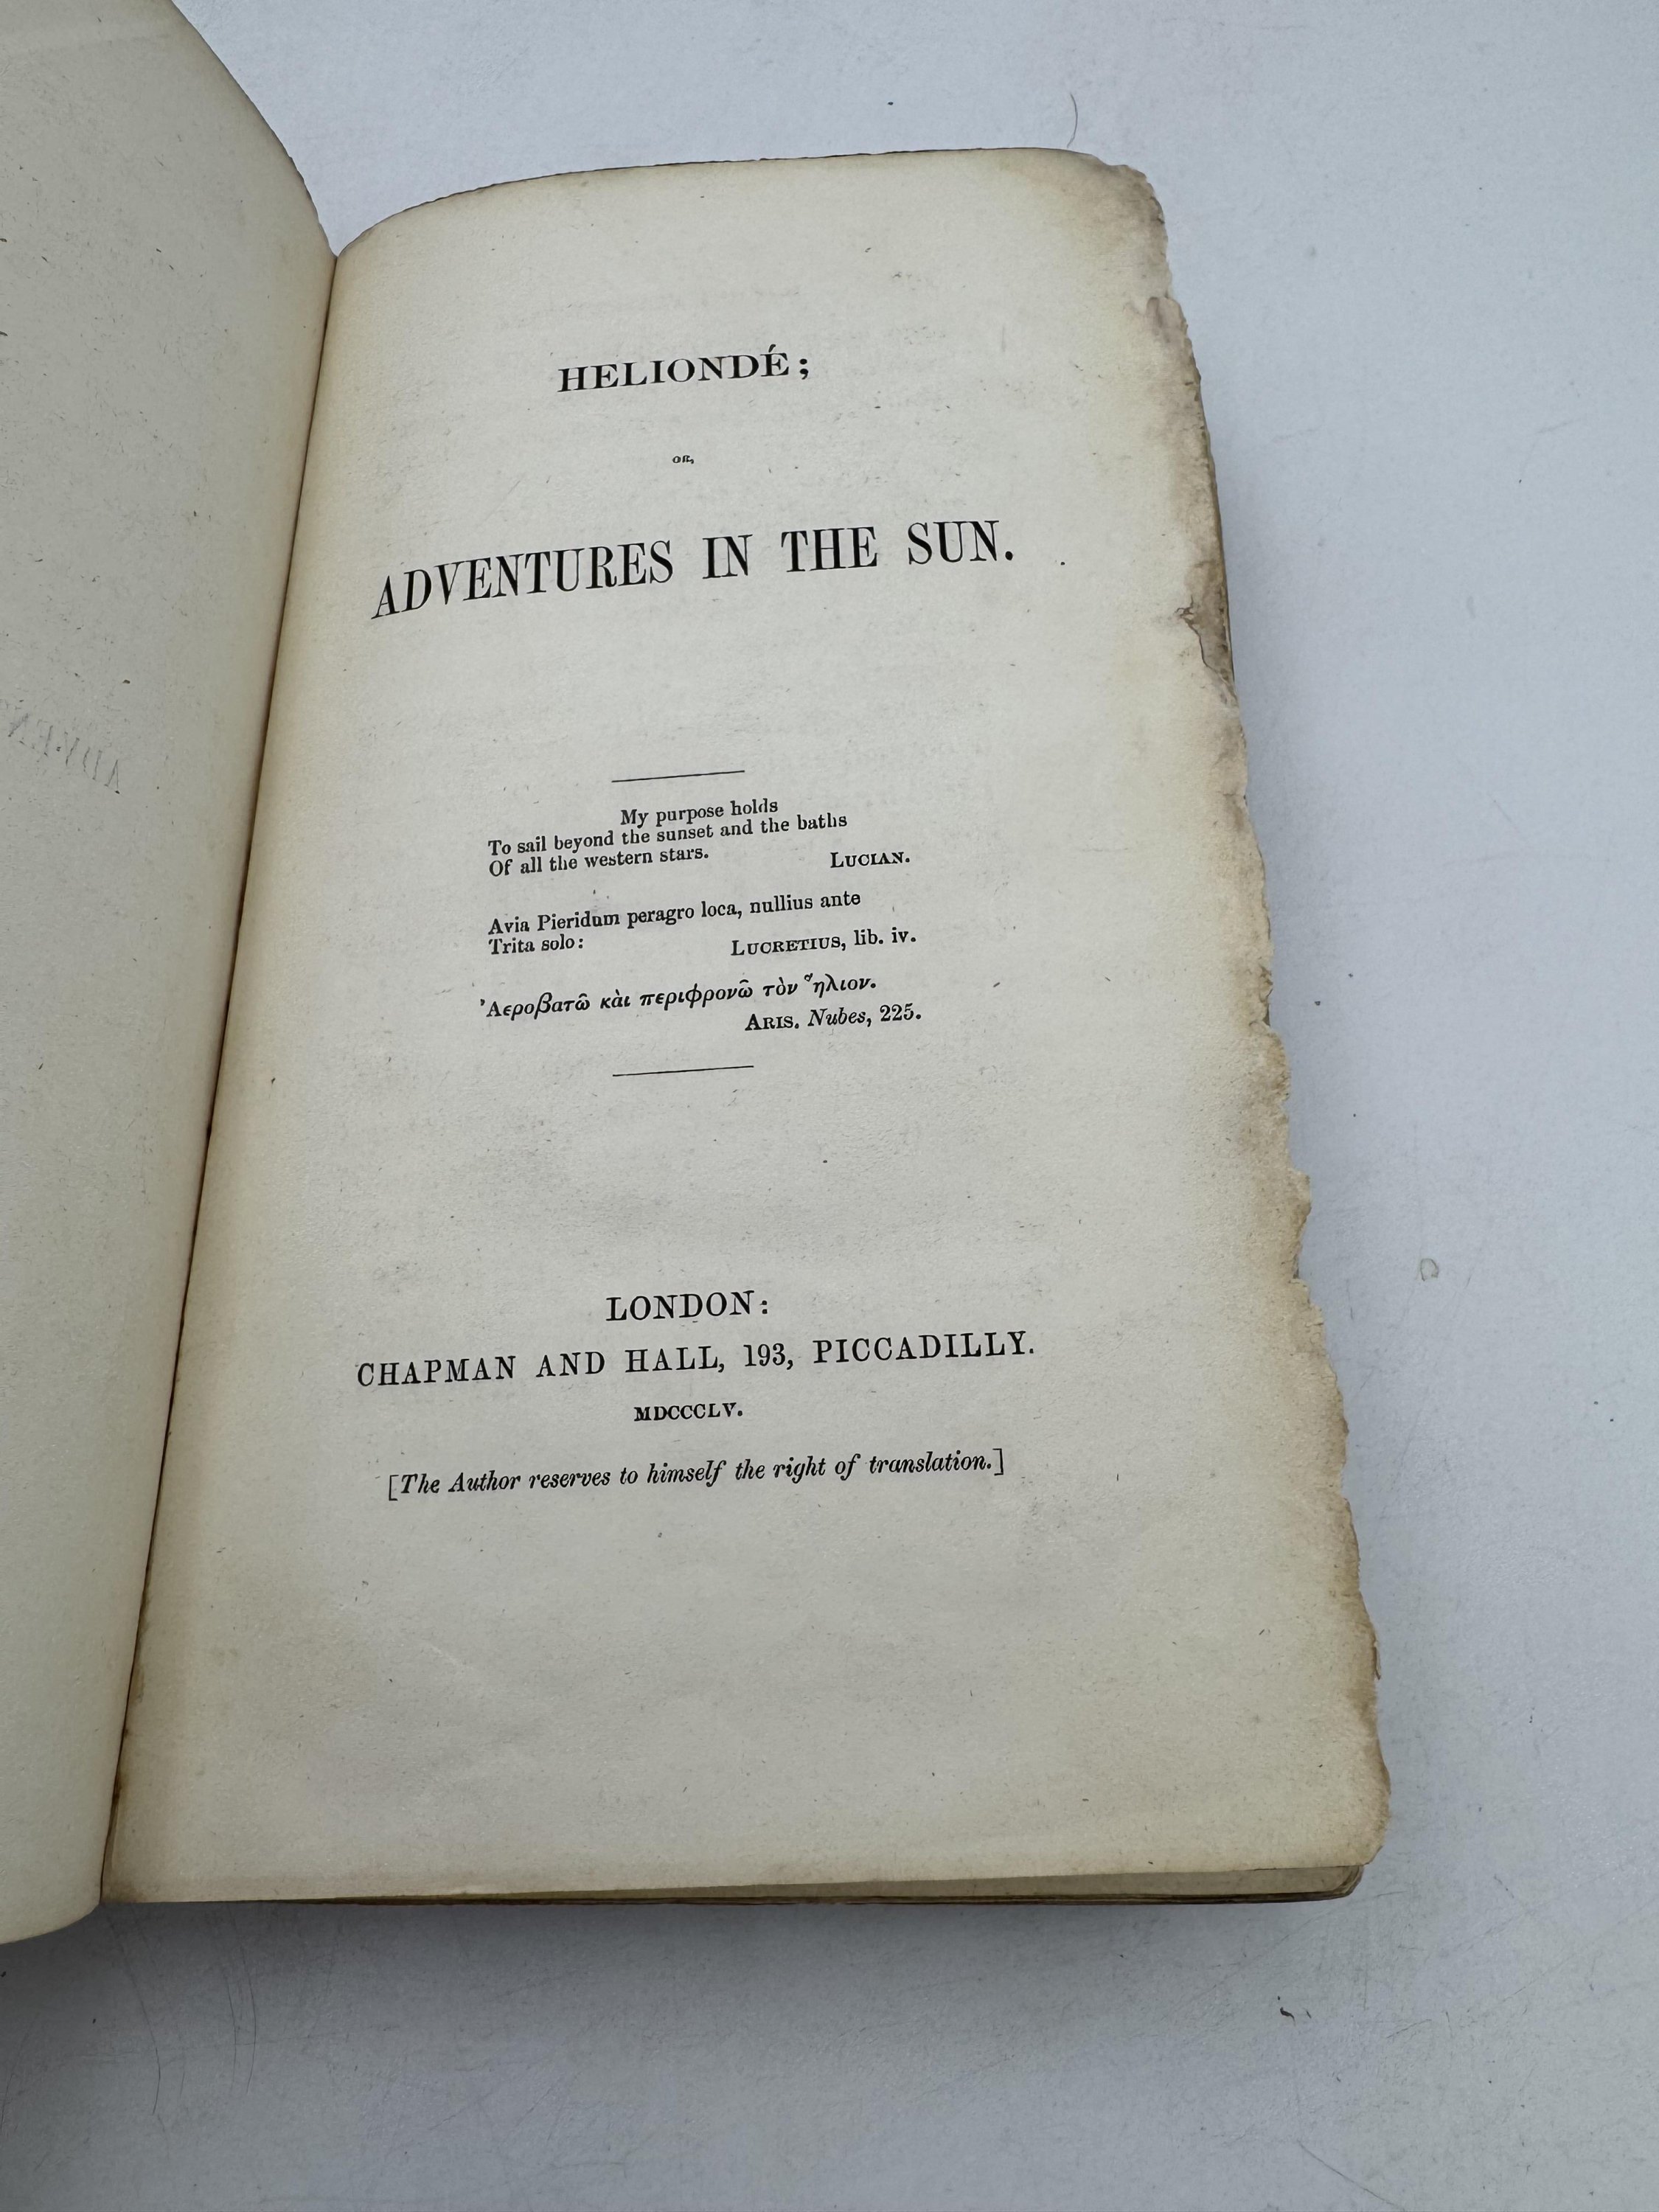 HELIONDÉ;
OR,
ADVENTURES IN THE SUN.
My purpose holds
To sail beyond the sunset and the baths
Of all the western stars.
LUCIAN.
Avia Pieridum peragro loca, nullius ante
Trita solo:
LUCRETIUS, lib. iv.
Ἀεροβατῶ κὰι περιφρονῶ τὸν ἥλιον.
ARIS. Nubes, 225.
LONDON:
CHAPMAN AND HALL, 193, PICCADILLY.
MDCCCLV.
[The Author reserves to himself the right of translation.]